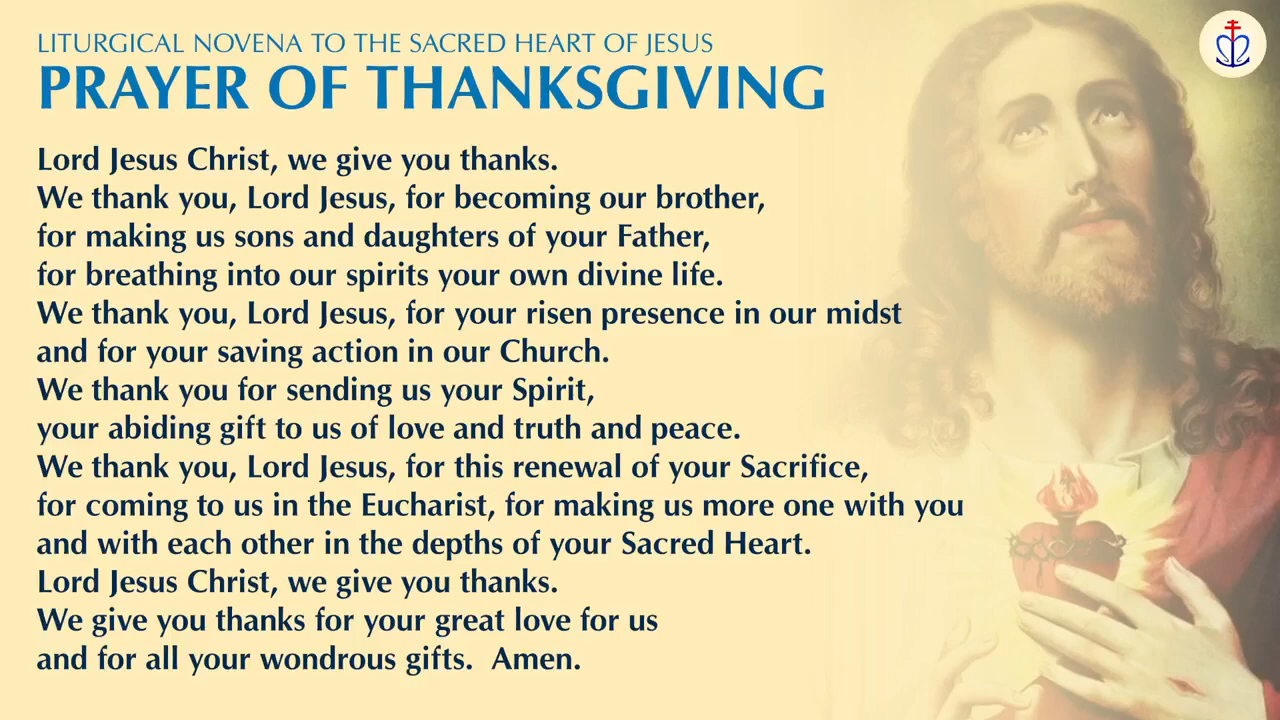 LITURGICAL NOVENA TO THE SACRED HEART OF JESUS
PRAYER OF THANKSGIVING
Lord Jesus Christ, we give you thanks.
We thank you, Lord Jesus, for becoming our brother,
for making us sons and daughters of your Father,
for breathing into our spirits your own divine life.
We thank you, Lord Jesus, for your risen presence in our midst
and for your saving action in our Church.
We thank you for sending us your Spirit,
your abiding gift to us of love and truth and peace.
We thank you, Lord Jesus, for this renewal of your Sacrifice,
for coming to us in the Eucharist, for making us more one with you
and with each other in the depths of your Sacred Heart.
Lord Jesus Christ, we give you thanks.
We give you thanks for your great love for us
and for all your wondrous gifts.  Amen.